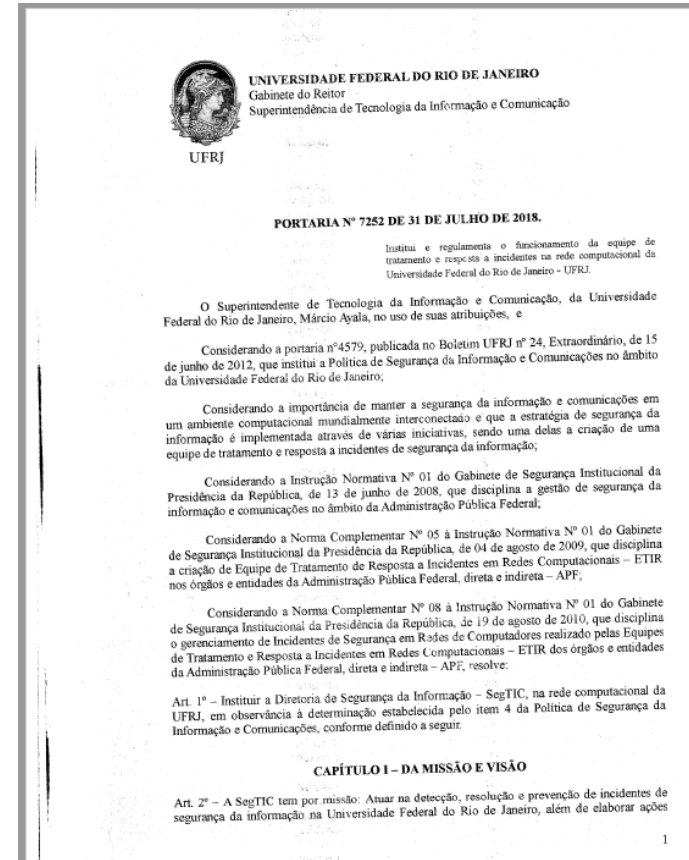 UNIVERSIDADE FEDERAL DO RIO DE JANEIRO
Gabinete do Reitor
Superintendência de Tecnologia da Informação e Comunicação
UFRJ
PORTARIA Nº 7252 DE 31 DE JULHO DE 2018.
Institui e regulamenta o funcionamento da equipe de
tratamento e resposta a incidentes na rede computacional da
Universidade Federal do Rio de Janeiro - UFRJ.
O Superintendente de Tecnologia da Informação e Comunicação, da Universidade
Federal do Rio de Janeiro, Márcio Ayala, no uso de suas atribuições, e
Considerando a portaria nº4579, publicada no Boletim UFRJ nº 24, Extraordinário, de 15
de junho de 2012, que institui a Política de Segurança da Informação e Comunicações no âmbito
da Universidade Federal do Rio de Janeiro;
Considerando a importância de manter a segurança da informação e comunicações em
um ambiente computacional mundialmente interconectado e que a estratégia de segurança da
informação é implementada através de várias iniciativas, sendo uma delas a criação de uma
equipe de tratamento e resposta a incidentes de segurança da informação;
Considerando a Instrução Normativa Nº 01 do Gabinete de Segurança Institucional da
Presidência da República, de 13 de junho de 2008, que disciplina a gestão de segurança da
informação e comunicações no âmbito da Administração Pública Federal;
Considerando a Norma Complementar Nº 05 à Instrução Normativa Nº 01 do Gabinete
de Segurança Institucional da Presidência da República, de 04 de agosto de 2009, que disciplina
a criação de Equipe de Tratamento de Resposta a Incidentes em Redes Computacionais – ETIR
nos órgãos e entidades da Administração Pública Federal, direta e indireta – APF;
Considerando a Norma Complementar Nº 08 à Instrução Normativa Nº 01 do Gabinete
de Segurança Institucional da Presidência da República, de 19 de agosto de 2010, que disciplina
o gerenciamento de Incidentes de Segurança em Redes de Computadores realizado pelas Equipes
de Tratamento e Resposta a Incidentes em Redes Computacionais – ETIR dos órgãos e entidades
da Administração Pública Federal, direta e indireta – APF, resolve:
Art. 1º – Instituir a Diretoria de Segurança da Informação – SegTIC, na rede computacional da
UFRJ, em observância à determinação estabelecida pelo item 4 da Política de Segurança da
Informação e Comunicações, conforme definido a seguir.
CAPÍTULO I – DA MISSÃO E VISÃO
Art. 2º – A SegTIC tem por missão: Atuar na detecção, resolução e prevenção de incidentes de
segurança da informação na Universidade Federal do Rio de Janeiro, além de elaborar ações
1